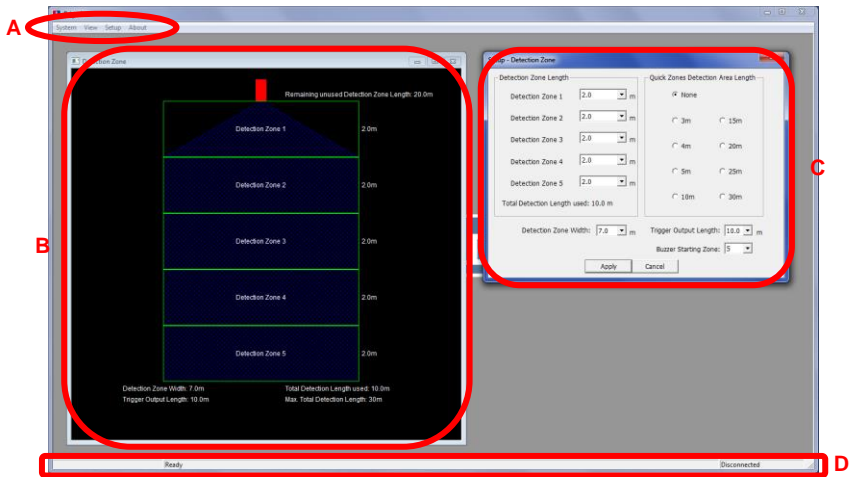 A
System View Setup About
Detection Zone
Remaining unused Detection Zone Length: 20.0m
Detection Zone 1
2.0m
Detection Zone 2
2.0m
Detection Zone 3
2.0m
Detection Zone 4
2.0m
Detection Zone 5
2.0m
Detection Zone Width: 7.0m
Total Detection Length used: 10.0m
Trigger Output Length: 10.0m
Max. Total Detection Length: 30m
B
Setup - Detection Zone
Detection Zone Length
Detection Zone 1 2.0 m
Detection Zone 2 2.0 m
Detection Zone 3 2.0 m
Detection Zone 4 2.0 m
Detection Zone 5 2.0 m
Total Detection Length used: 10.0 m
Quick Zones Detection Area Length
None
3m 15m
4m 20m
5m 25m
10m 30m
Detection Zone Width: 7.0 m
Trigger Output Length: 10.0 m
Buzzer Starting Zone: 5
Apply Cancel
C
Ready
Disconnected
D